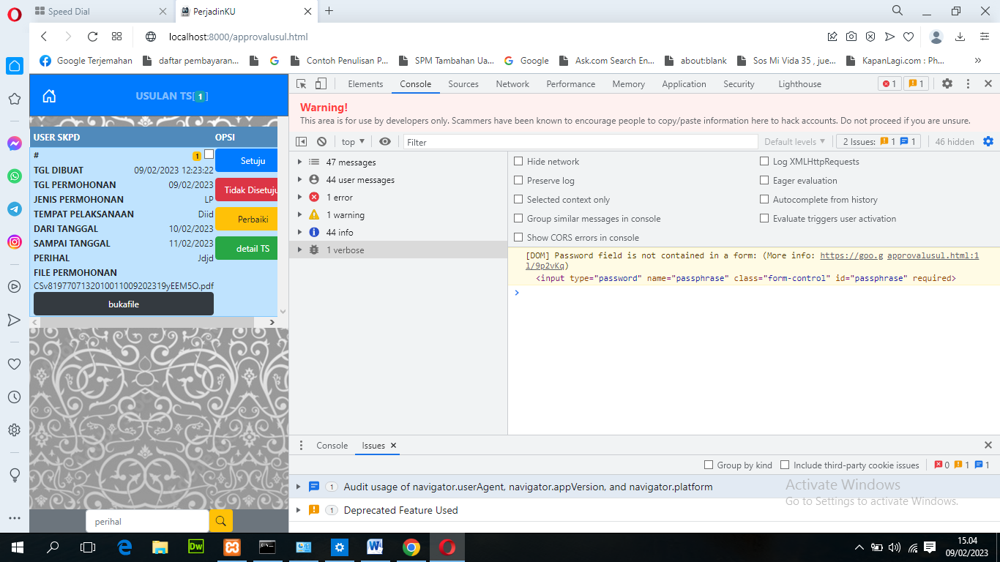 Speed Dial
PerjadinKU
localhost:8000/approvalusul.html
Google Terjemahan
daftar pembayaran...
Contoh Penulisan P...
SPM Tambahan Ua...
Google
Ask.com Search En...
about:blank
Sos Mi Vida 35 , jue...
KapanLagi.com : Ph...
»
USULAN TS[1]
USER SKPD OPSI
# 1
TGL DIBUAT 09/02/2023 12:23:22
TGL PERMOHONAN 09/02/2023
JENIS PERMOHONAN LP
TEMPAT PELAKSANAAN Diid
DARI TANGGAL 10/02/2023
SAMPAI TANGGAL 11/02/2023
PERIHAL Jdjd
FILE PERMOHONAN
CSv819770713201001100920231​9yEEM5O.pdf
bukafile
Setuju
Tidak Disetuju
Perbaiki
detail TS
perihal
Elements Console Sources Network Performance Memory Application Security Lighthouse 1 1
Warning!
This area is for use by developers only. Scammers have been known to encourage people to copy/paste information here to hack accounts. Do not proceed if you are unsure.
top Filter Default levels 2 Issues: 1 1 46 hidden
47 messages
44 user messages
1 error
1 warning
44 info
1 verbose
Hide network
Log XMLHttpRequests
Preserve log
Eager evaluation
Selected context only
Autocomplete from history
Group similar messages in console
Evaluate triggers user activation
Show CORS errors in console
[DOM] Password field is not contained in a form: (More info: https://goo.g approvalusul.html:1
l/9p2vKq)
<input type="password" name="passphrase" class="form-control" id="passphrase" required>
Console Issues
Group by kind Include third-party cookie issues 0 1 1
1 Audit usage of navigator.userAgent, navigator.appVersion, and navigator.platform
1 Deprecated Feature Used
Activate Windows
Go to Settings to activate Windows.
Dw
15.04
09/02/2023